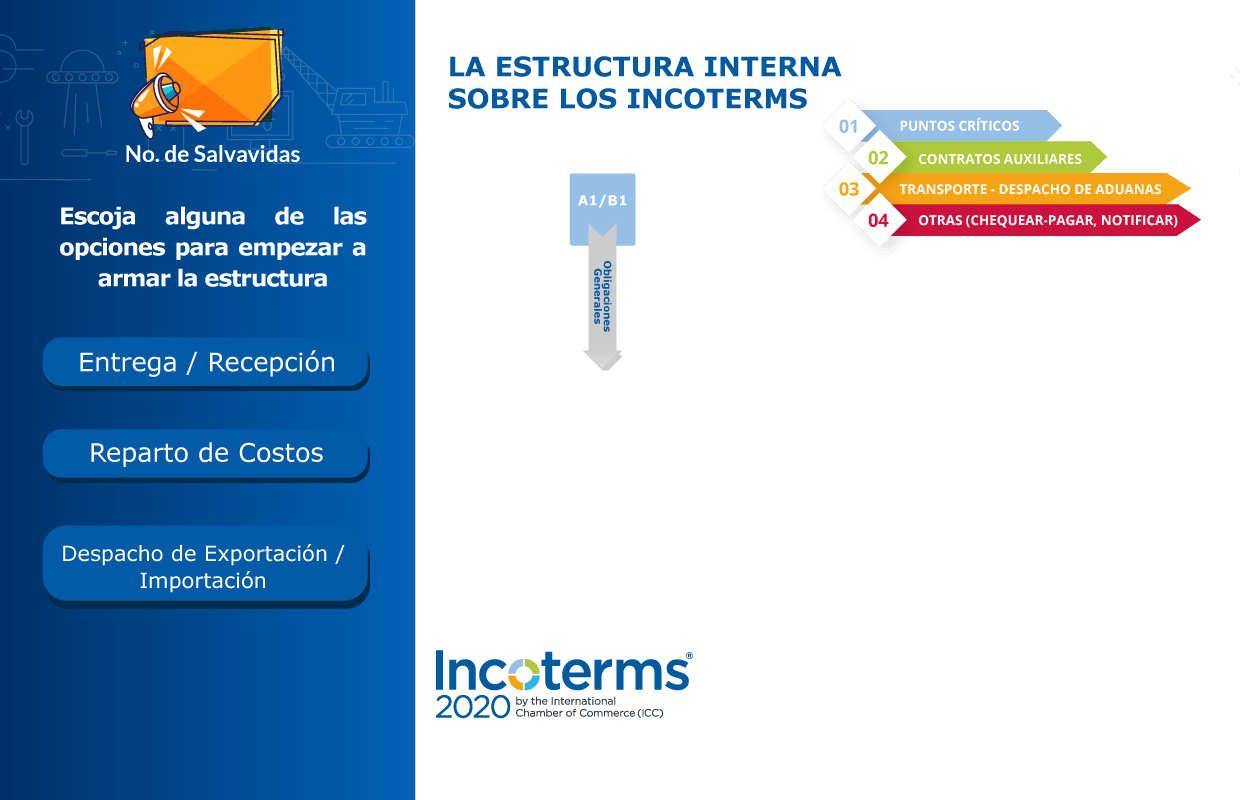 No. de Salvavidas
Escoja alguna de las
opciones para empezar a
armar la estructura
Entrega / Recepción
Reparto de Costos
Despacho de Exportación /
Importación
LA ESTRUCTURA INTERNA
SOBRE LOS INCOTERMS
01 PUNTOS CRÍTICOS
02 CONTRATOS AUXILIARES
03 TRANSPORTE - DESPACHO DE ADUANAS
04 OTRAS (CHEQUEAR-PAGAR, NOTIFICAR)
A1/B1
Obligaciones
Generales
Incoterms®
2020 by the International
Chamber of Commerce (ICC)